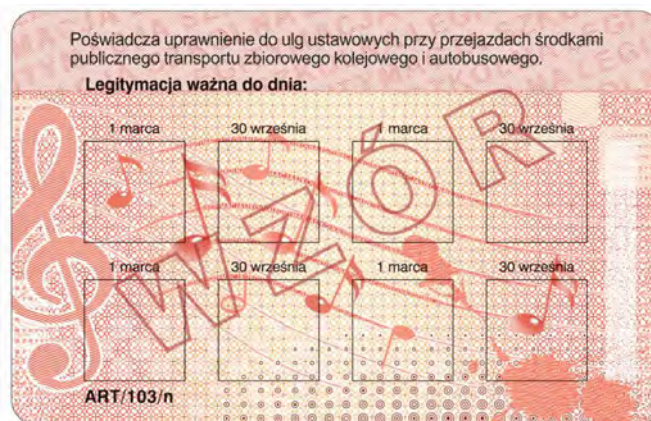 Poświadcza uprawnienie do ulg ustawowych przy przejazdach środkami
publicznego transportu zbiorowego kolejowego i autobusowego.
Legitymacja ważna do dnia:
1 marca 30 września 1 marca 30 września
1 marca 30 września 1 marca 30 września
WZÓR
ART/103/n